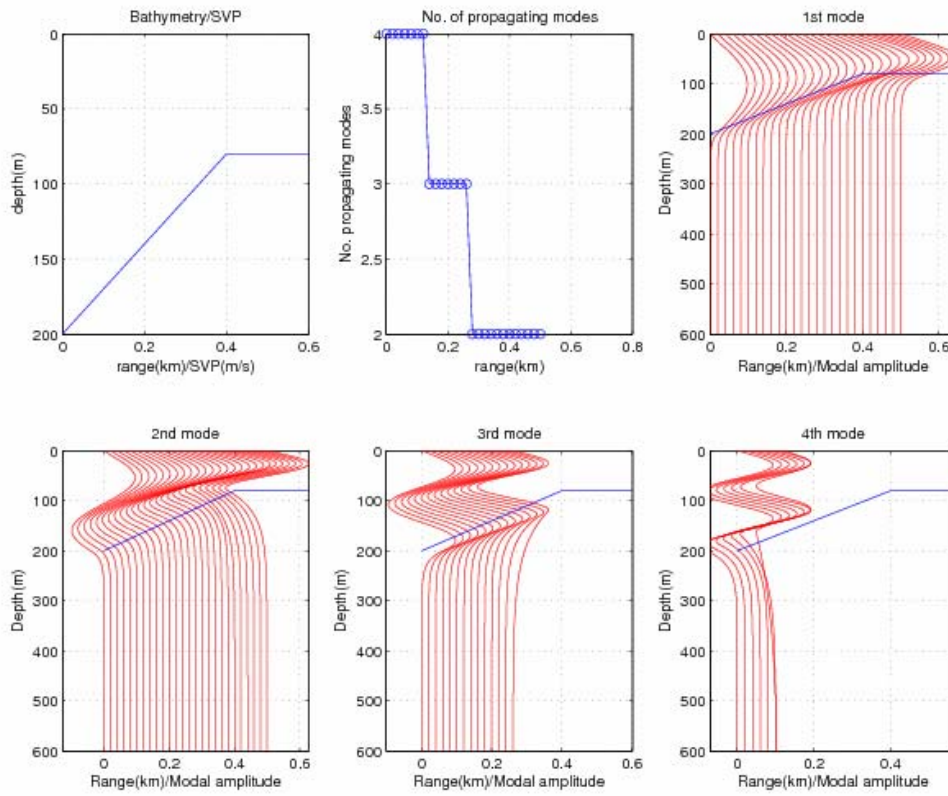 Bathymetry/SVP
0
50
100
150
200
depth(m)
0 0.2 0.4 0.6
range(km)/SVP(m/s)
No. of propagating modes
4
3.5
3
2.5
2
No. propagating modes
0 0.2 0.4 0.6 0.8
range(km)
1st mode
0
100
200
300
400
500
600
Depth(m)
0 0.2 0.4 0.6
Range(km)/Modal amplitude
2nd mode
0
100
200
300
400
500
600
Depth(m)
0 0.2 0.4 0.6
Range(km)/Modal amplitude
3rd mode
0
100
200
300
400
500
600
Depth(m)
0 0.2 0.4 0.6
Range(km)/Modal amplitude
4th mode
0
100
200
300
400
500
600
Depth(m)
0 0.2 0.4 0.6
Range(km)/Modal amplitude